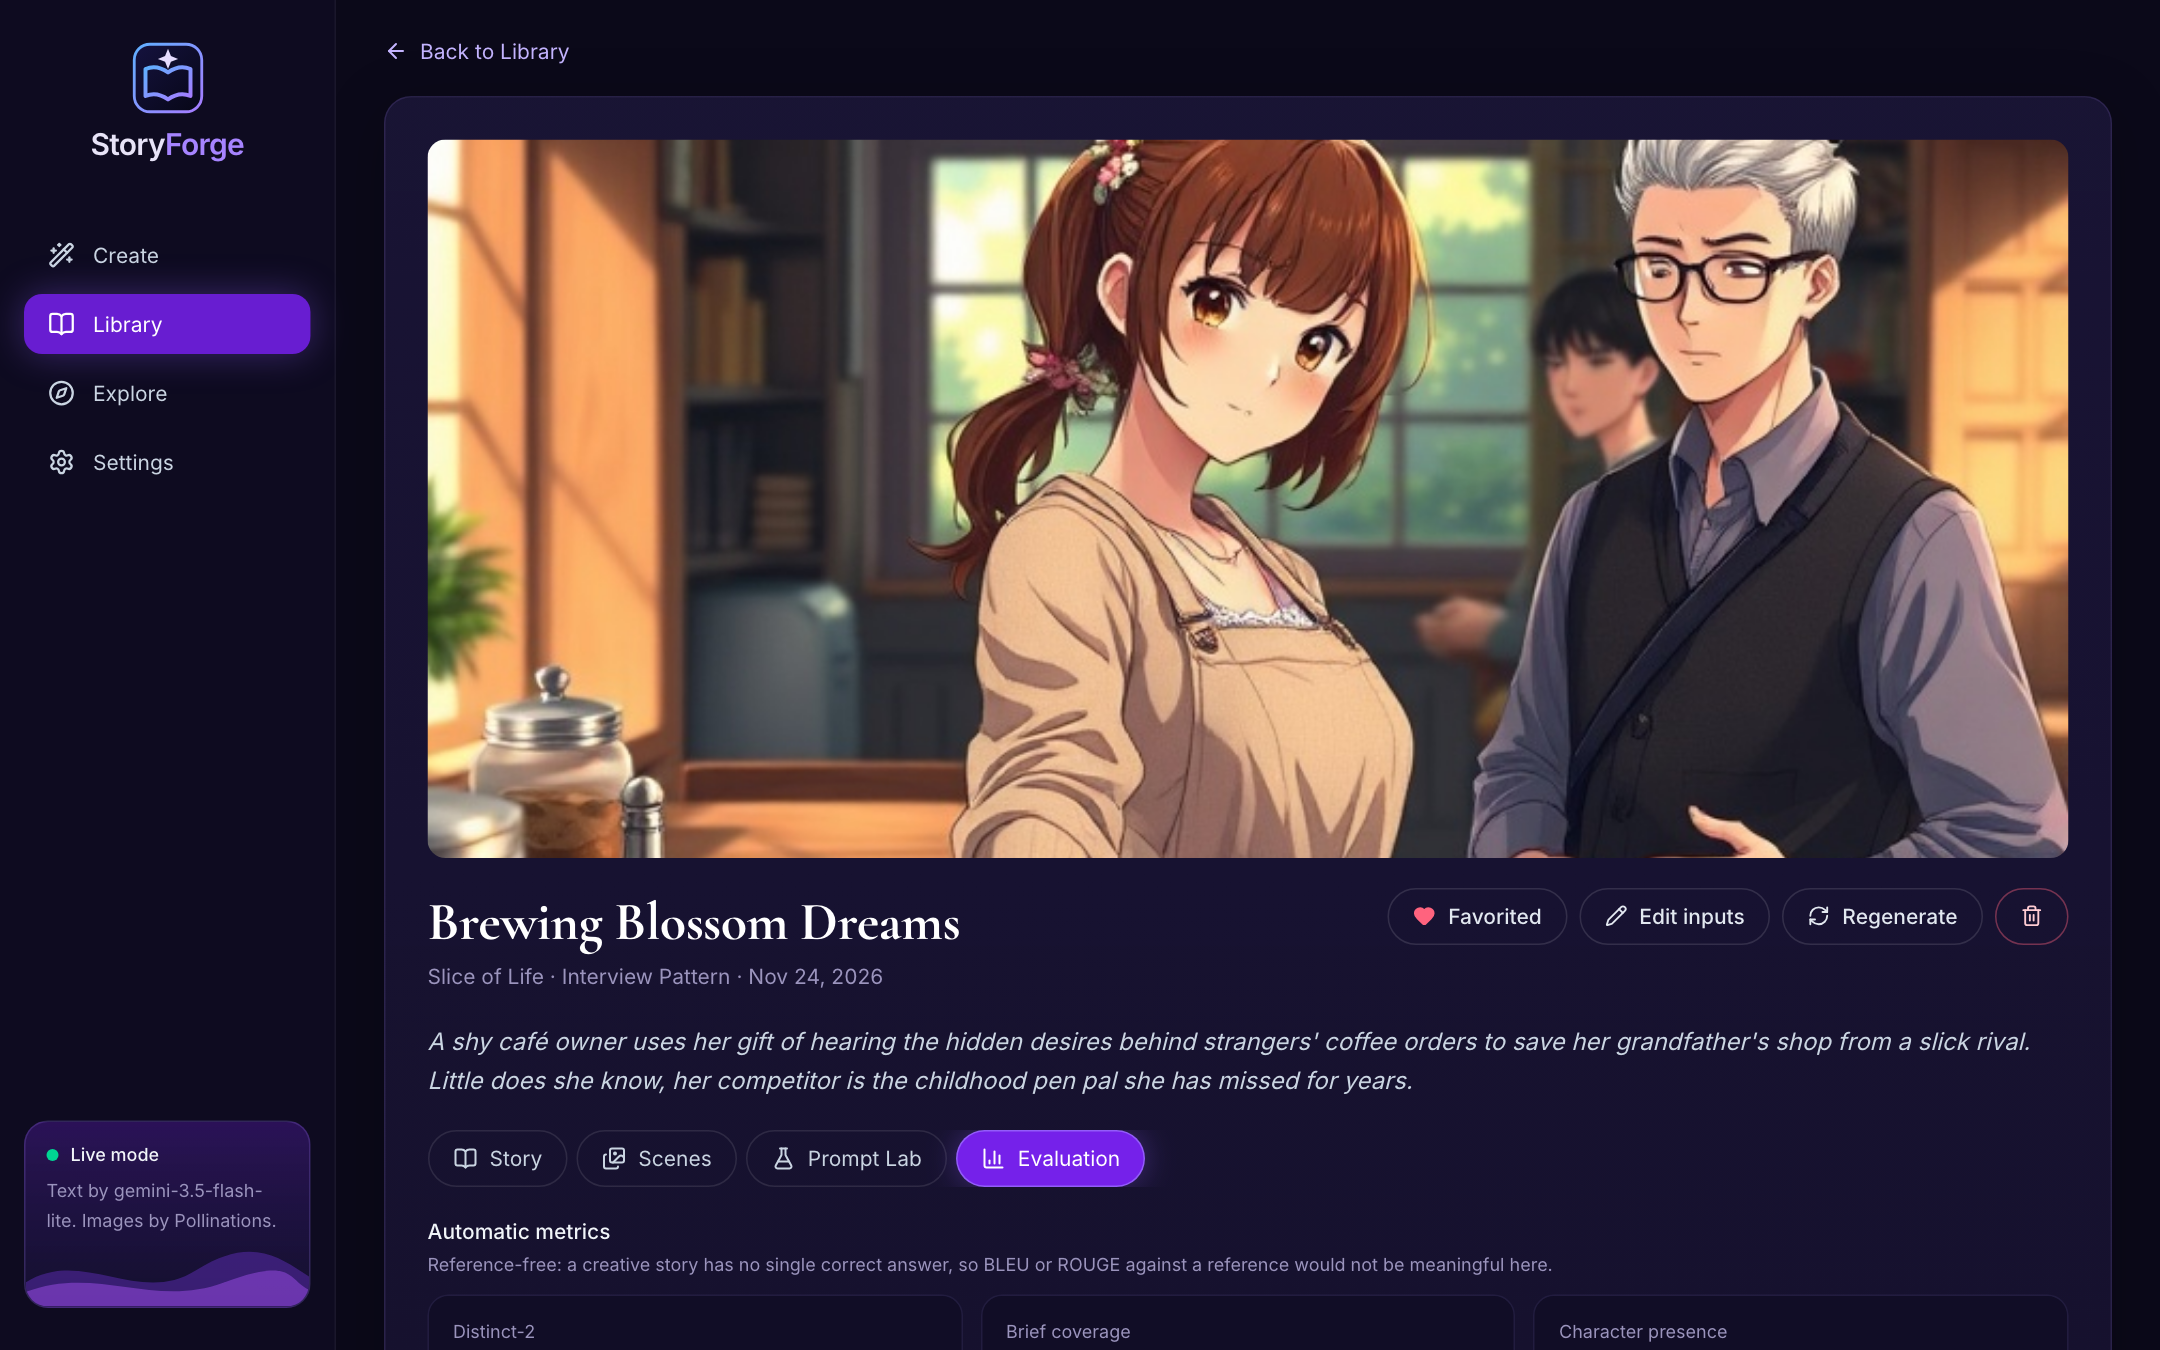 StoryForge
Create
Library
Explore
Settings
Live mode
Text by gemini-3.5-flash-
lite. Images by Pollinations.
Back to Library
Brewing Blossom Dreams
Favorited
Edit inputs
Regenerate
Slice of Life · Interview Pattern · Nov 24, 2026
A shy café owner uses her gift of hearing the hidden desires behind strangers' coffee orders to save her grandfather's shop from a slick rival.
Little does she know, her competitor is the childhood pen pal she has missed for years.
Story
Scenes
Prompt Lab
Evaluation
Automatic metrics
Reference-free: a creative story has no single correct answer, so BLEU or ROUGE against a reference would not be meaningful here.
Distinct-2
Brief coverage
Character presence